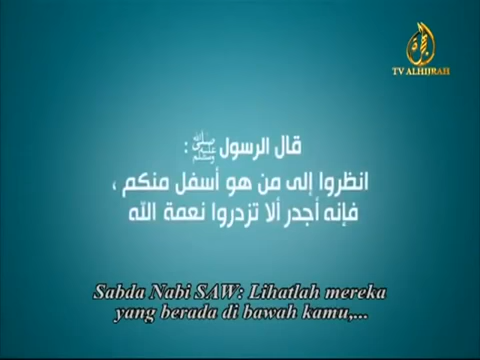 TV ALHIJRAH
قال الرسول ﷺ :
انظروا إلى من هو أسفل منكم ،
فإنه أجدر ألا تزدروا نعمة الله
Sabda Nabi SAW: Lihatlah mereka
yang berada di bawah kamu,...